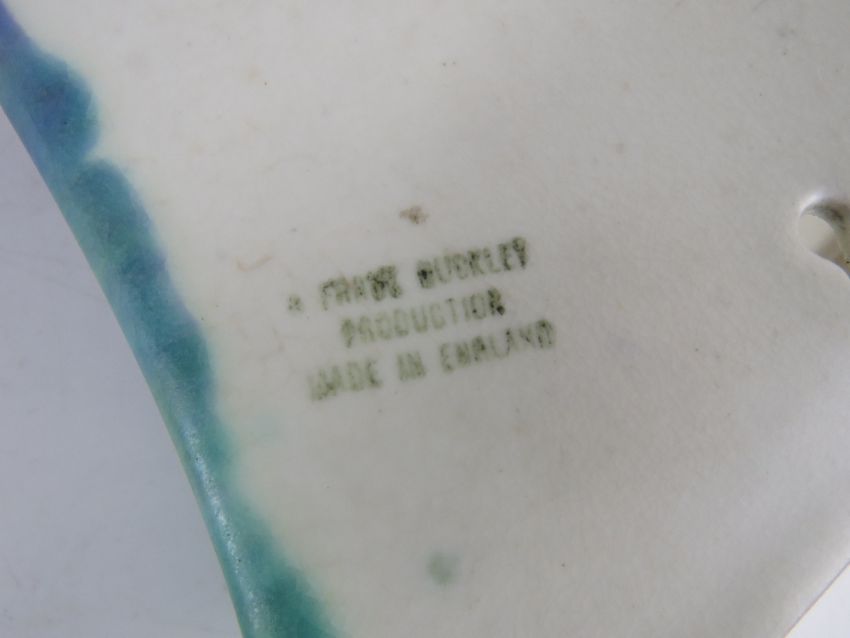 A FRANK BUCKLEY
PRODUCTION
MADE IN ENGLAND